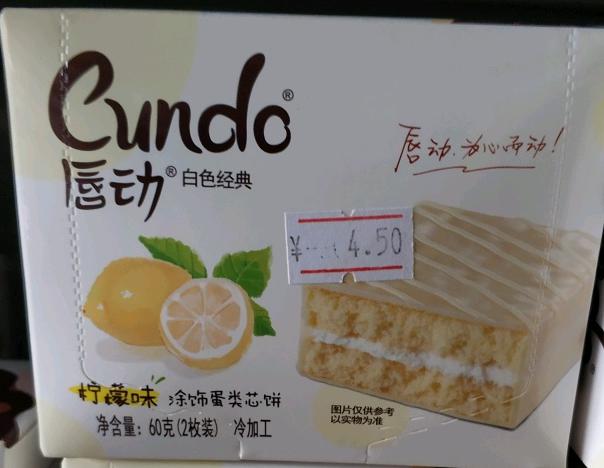 Cundo®
唇动® 白色经典
唇动.为心而动!
¥ 4.50
柠檬味 涂饰蛋类芯饼
净含量: 60克(2枚装) 冷加工
图片仅供参考
以实物为准